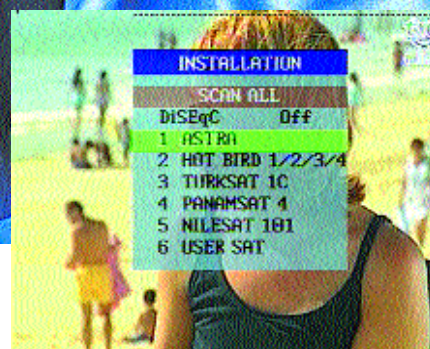 INSTALLATION
SCAN ALL
DiSEqC Off
1 ASTRA
2 HOT BIRD 1/2/3/4
3 TURKSAT 1C
4 PANAMSAT 4
5 NILESAT 101
6 USER SAT